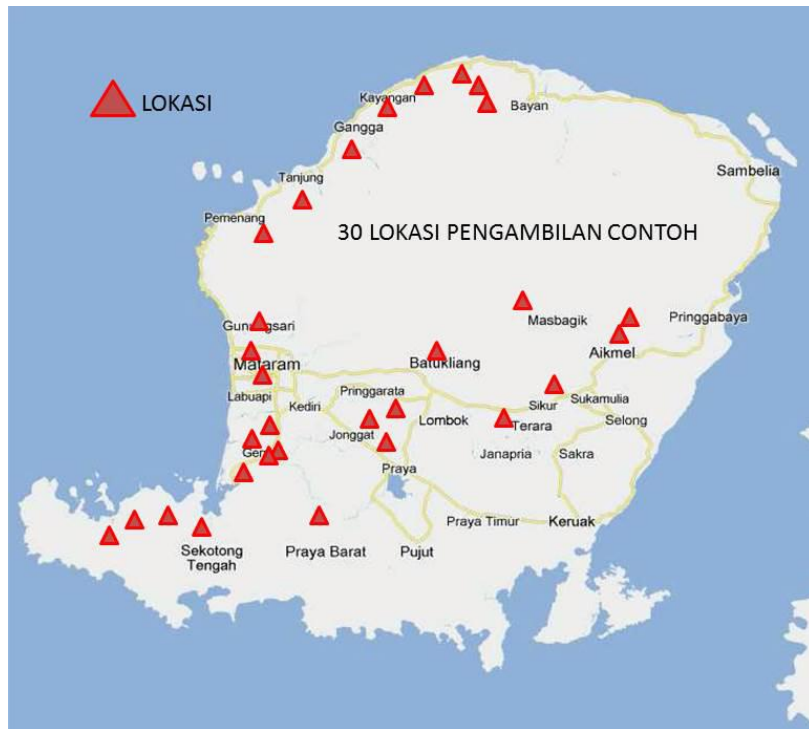 LOKASI
Kayangan
Bayan
Gangga
Tanjung
Sambelia
Pemenang
30 LOKASI PENGAMBILAN CONTOH
Masbagik
Pringgabaya
Gunungsari
Aikmel
Mataram
Batukliang
Labuapi
Kediri
Pringgarata
Sikur
Sukamulia
Lombok
Terara
Selong
Jonggat
Janapria
Sakra
Praya
Praya Timur
Keruak
Sekotong
Tengah
Praya Barat
Pujut